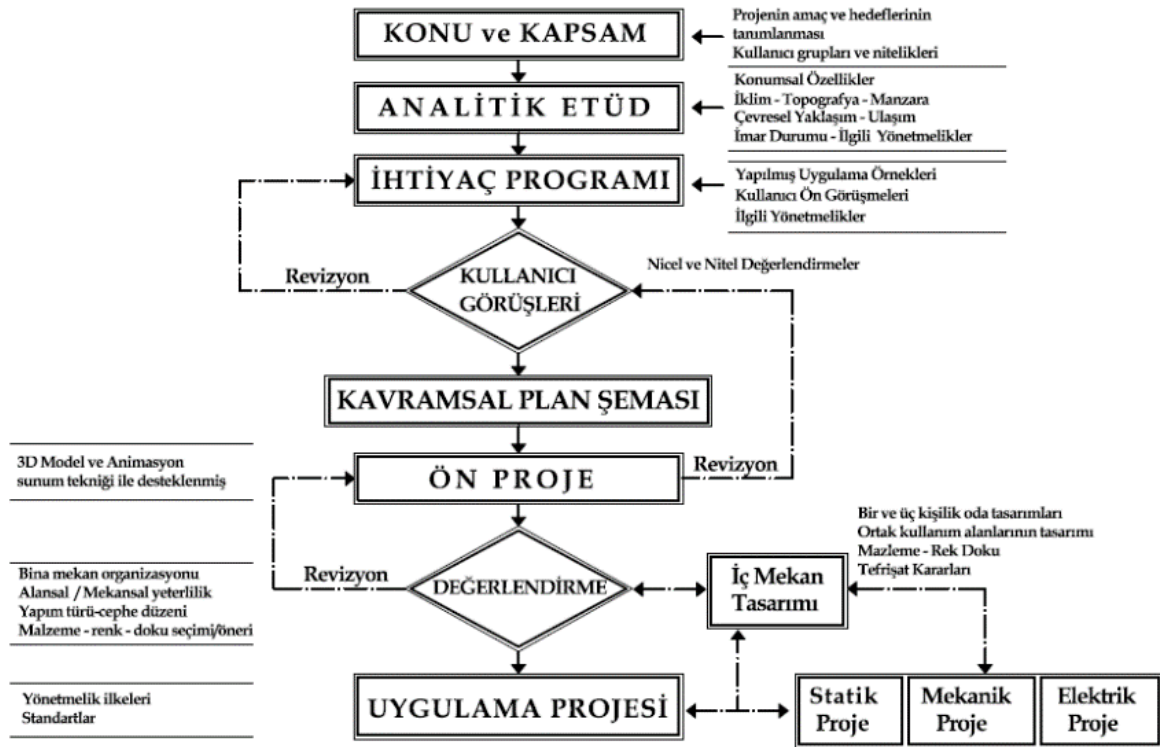 KONU ve KAPSAM
Projenin amaç ve hedeflerinin
tanımlanması
Kullanıcı grupları ve nitelikleri
ANALİTİK ETÜD
Konumsal Özellikler
İklim - Topografya - Manzara
Çevresel Yaklaşım - Ulaşım
İmar Durumu - İlgili Yönetmelikler
İHTİYAÇ PROGRAMI
Yapılmış Uygulama Örnekleri
Kullanıcı Ön Görüşmeleri
İlgili Yönetmelikler
Revizyon
KULLANICI
GÖRÜŞLERİ
Nicel ve Nitel Değerlendirmeler
KAVRAMSAL PLAN ŞEMASI
3D Model ve Animasyon
sunum tekniği ile desteklenmiş
ÖN PROJE
Revizyon
Bina mekan organizasyonu
Alansal / Mekansal yeterlilik
Yapım türü-cephe düzeni
Malzeme - renk - doku seçimi/öneri
Revizyon
DEĞERLENDİRME
İç Mekan
Tasarımı
Bir ve üç kişilik oda tasarımları
Ortak kullanım alanlarının tasarımı
Mazleme - Rek Doku
Tefrişat Kararları
Yönetmelik ilkeleri
Standartlar
UYGULAMA PROJESİ
Statik
Proje
Mekanik
Proje
Elektrik
Proje